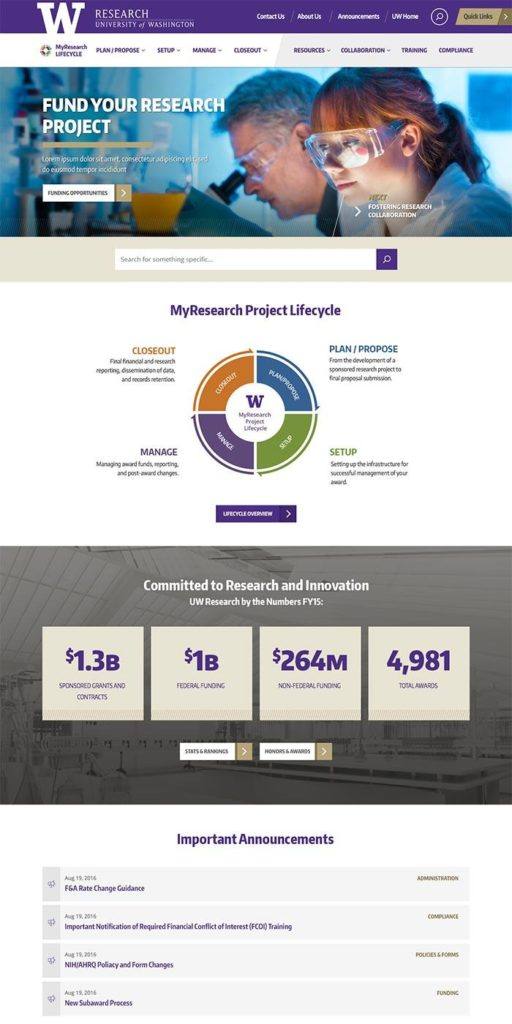 W
RESEARCH
UNIVERSITY of WASHINGTON
Contact Us
About Us
Announcements
UW Home
Quick Links
MyResearch
LIFECYCLE
PLAN / PROPOSE
SETUP
MANAGE
CLOSEOUT
RESOURCES
COLLABORATION
TRAINING
COMPLIANCE
FUND YOUR RESEARCH
PROJECT
Lorem ipsum dolor sit amet, consectetur adipiscing elit, sed
do eiusmod tempor incididunt
FUNDING OPPORTUNITIES
NEXT
FOSTERING RESEARCH
COLLABORATION
Search for something specific...
MyResearch Project Lifecycle
CLOSEOUT
Final financial and research
reporting, dissemination of data,
and records retention.
PLAN / PROPOSE
From the development of a
sponsored research project to
final proposal submission.
CLOSEOUT
PLAN/PROPOSE
W
MyResearch
Project
Lifecycle
MANAGE
SETUP
MANAGE
Managing award funds, reporting,
and post-award changes.
SETUP
Setting up the infrastructure for
successful management of your
award.
LIFECYCLE OVERVIEW
Committed to Research and Innovation
UW Research by the Numbers FY15:
$1.3B
SPONSORED GRANTS AND
CONTRACTS
$1B
FEDERAL FUNDING
$264M
NON-FEDERAL FUNDING
4,981
TOTAL AWARDS
STATS & RANKINGS
HONORS & AWARDS
Important Announcements
Aug 19, 2016
ADMINISTRATION
F&A Rate Change Guidance
Aug 19, 2016
COMPLIANCE
Important Notification of Required Financial Conflict of Interest (FCOI) Training
Aug 19, 2016
POLICIES & FORMS
NIH/AHRQ Policay and Form Changes
Aug 19, 2016
FUNDING
New Subaward Process